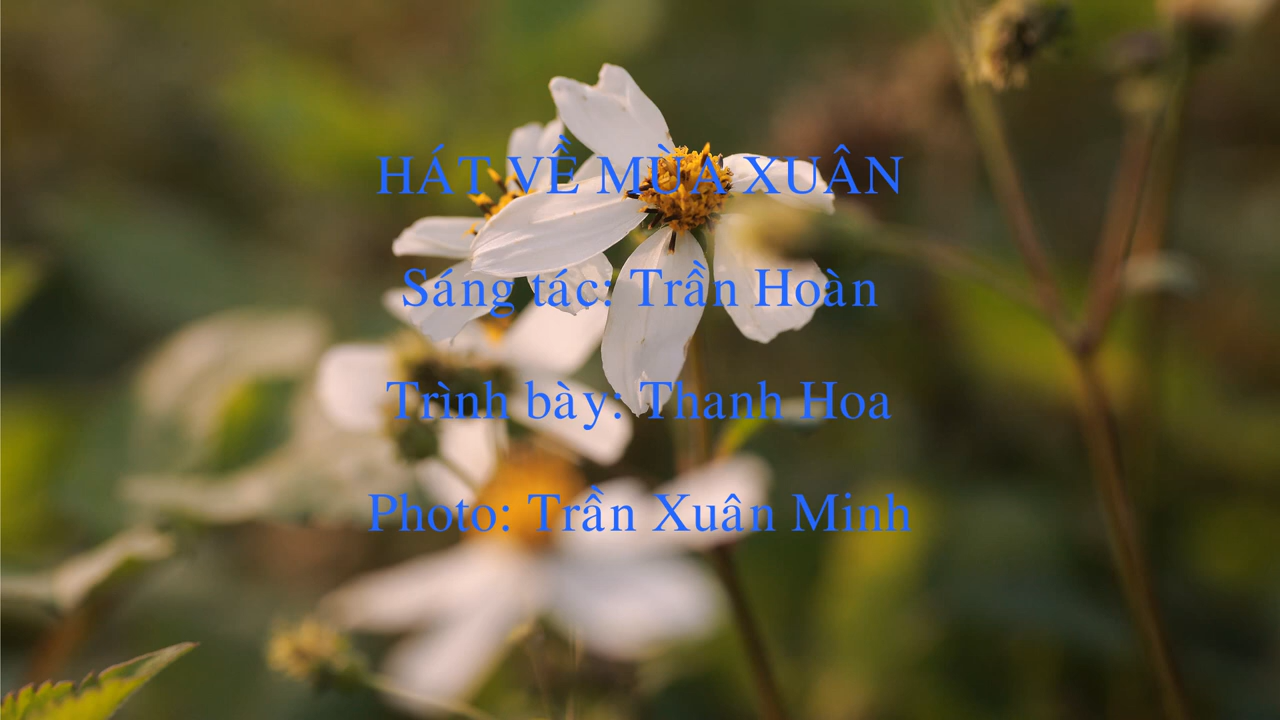 HÁT VỀ MÙA XUÂN
Sáng tác: Trần Hoàn
Trình bày: Thanh Hoa
Photo: Trần Xuân Minh